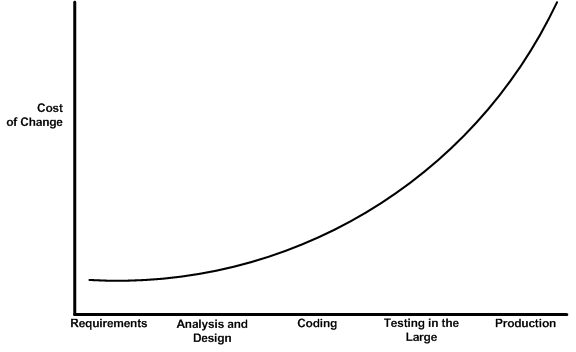 Cost
of Change
Requirements
Analysis and
Design
Coding
Testing in the
Large
Production